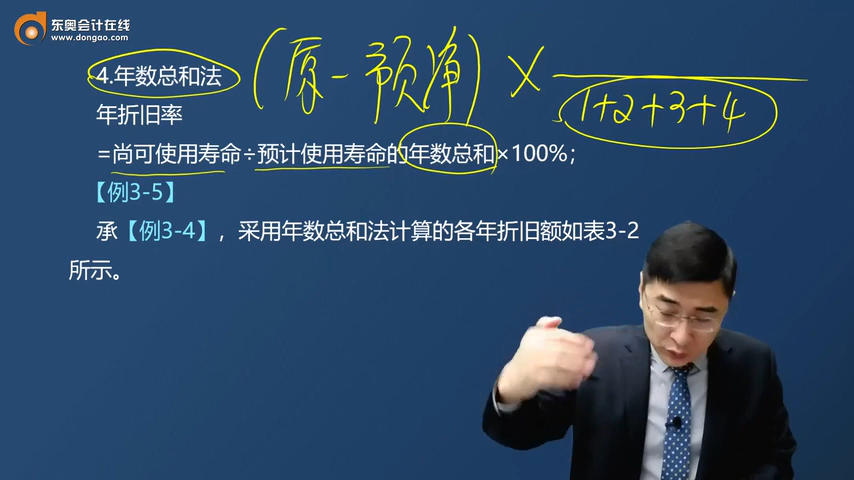 东奥会计在线
www.dongao.com
4.年数总和法
(原-预净)×
1+2+3+4
年折旧率
=尚可使用寿命÷预计使用寿命的年数总和×100%；
【例3-5】
承【例3-4】，采用年数总和法计算的各年折旧额如表3-2
所示。